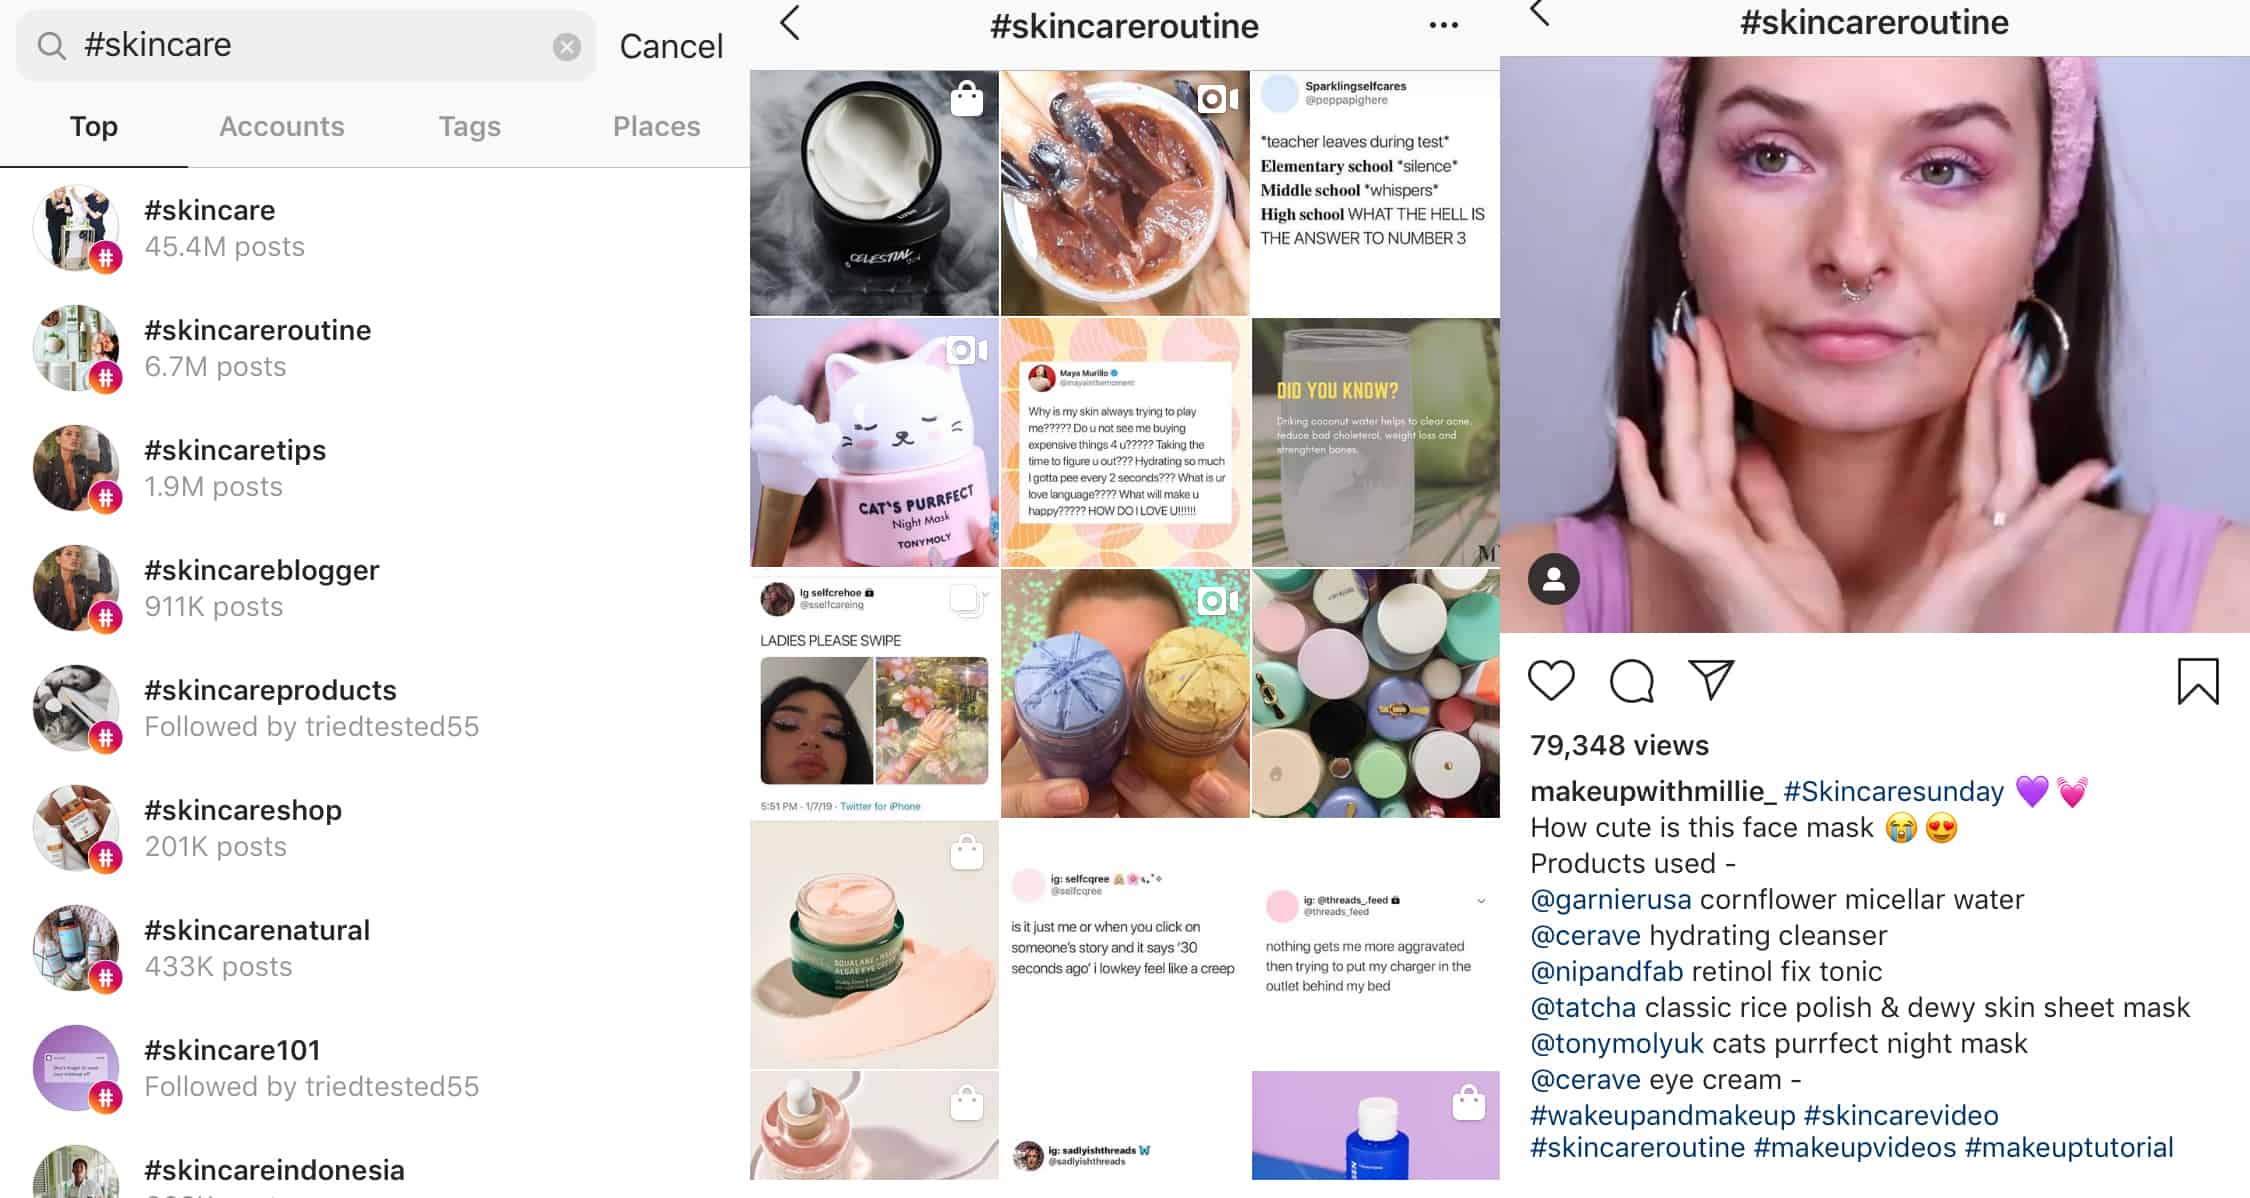 #skincare
Cancel
Top
Accounts
Tags
Places
#skincare
45.4M posts
#skincareroutine
6.7M posts
#skincaretips
1.9M posts
#skincareblogger
911K posts
#skincareproducts
Followed by triedtested55
#skincareshop
201K posts
#skincarenatural
433K posts
#skincare101
Followed by triedtested55
#skincareindonesia
#skincareroutine
LUSH
CELESTIAL
Sparklingselfcares
@peppapighere
*teacher leaves during test*
Elementary school *silence*
Middle school *whispers*
High school WHAT THE HELL IS
THE ANSWER TO NUMBER 3
CAT'S PURRFECT
Night Mask
TONYMOLY
Maya Murillo
@mayainthemoment
Why is my skin always trying to play
me????? Do u not see me buying
expensive things 4 u????? Taking the
time to figure u out??? Hydrating so much
I gotta pee every 2 seconds??? What is ur
love language???? What will make u
happy????? HOW DO I LOVE U!!!!!!
DID YOU KNOW?
Driking coconut water helps to clear acne,
reduce bad choleterol, weight loss and
strenghten bones.
Ig selfcrehoe
@sselfcareing
LADIES PLEASE SWIPE
5:51 PM · 1/7/19 · Twitter for iPhone
ALGAE EYE CREAM
ig: selfcqree
@selfcqree
is it just me or when you click on
someone's story and it says '30
seconds ago' i lowkey feel like a creep
ig: @threads_.feed
@threads_feed
nothing gets me more aggravated
then trying to put my charger in the
outlet behind my bed
ig: sadlyishthreads
@sadlyishthreads
#skincareroutine
79,348 views
makeupwithmillie_ #Skincaresunday 💜 💓
How cute is this face mask 😭 😍
Products used -
@garnierusa cornflower micellar water
@cerave hydrating cleanser
@nipandfab retinol fix tonic
@tatcha classic rice polish & dewy skin sheet mask
@tonymolyuk cats purrfect night mask
@cerave eye cream -
#wakeupandmakeup #skincarevideo
#skincareroutine #makeupvideos #makeuptutorial